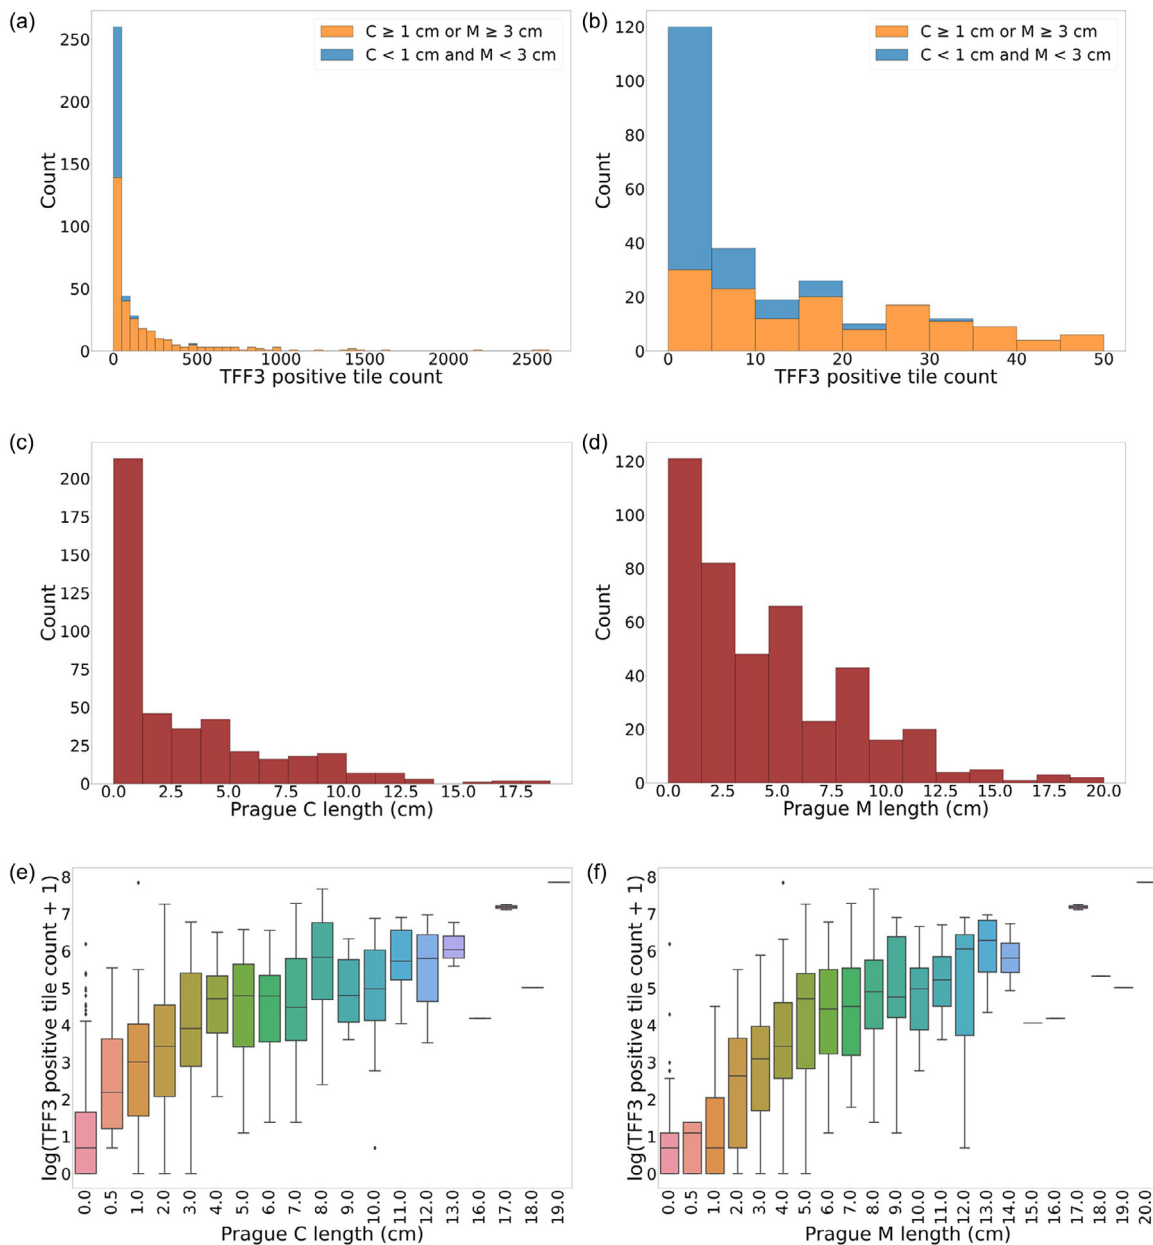 (a)
C ≥ 1 cm or M ≥ 3 cm
C < 1 cm and M < 3 cm
250
200
150
100
50
0
Count
0 500 1000 1500 2000 2500
TFF3 positive tile count
(b)
C ≥ 1 cm or M ≥ 3 cm
C < 1 cm and M < 3 cm
120
100
80
60
40
20
0
Count
0 10 20 30 40 50
TFF3 positive tile count
(c)
200
175
150
125
100
75
50
25
0
Count
0.0 2.5 5.0 7.5 10.0 12.5 15.0 17.5
Prague C length (cm)
(d)
120
100
80
60
40
20
0
Count
0.0 2.5 5.0 7.5 10.0 12.5 15.0 17.5 20.0
Prague M length (cm)
(e)
8
7
6
5
4
3
2
1
0
log(TFF3 positive tile count + 1)
0.0 0.5 1.0 2.0 3.0 4.0 5.0 6.0 7.0 8.0 9.0 10.0 11.0 12.0 13.0 16.0 17.0 18.0 19.0
Prague C length (cm)
(f)
8
7
6
5
4
3
2
1
0
log(TFF3 positive tile count + 1)
0.0 0.5 1.0 2.0 3.0 4.0 5.0 6.0 7.0 8.0 9.0 10.0 11.0 12.0 13.0 14.0 15.0 16.0 17.0 18.0 19.0 20.0
Prague M length (cm)